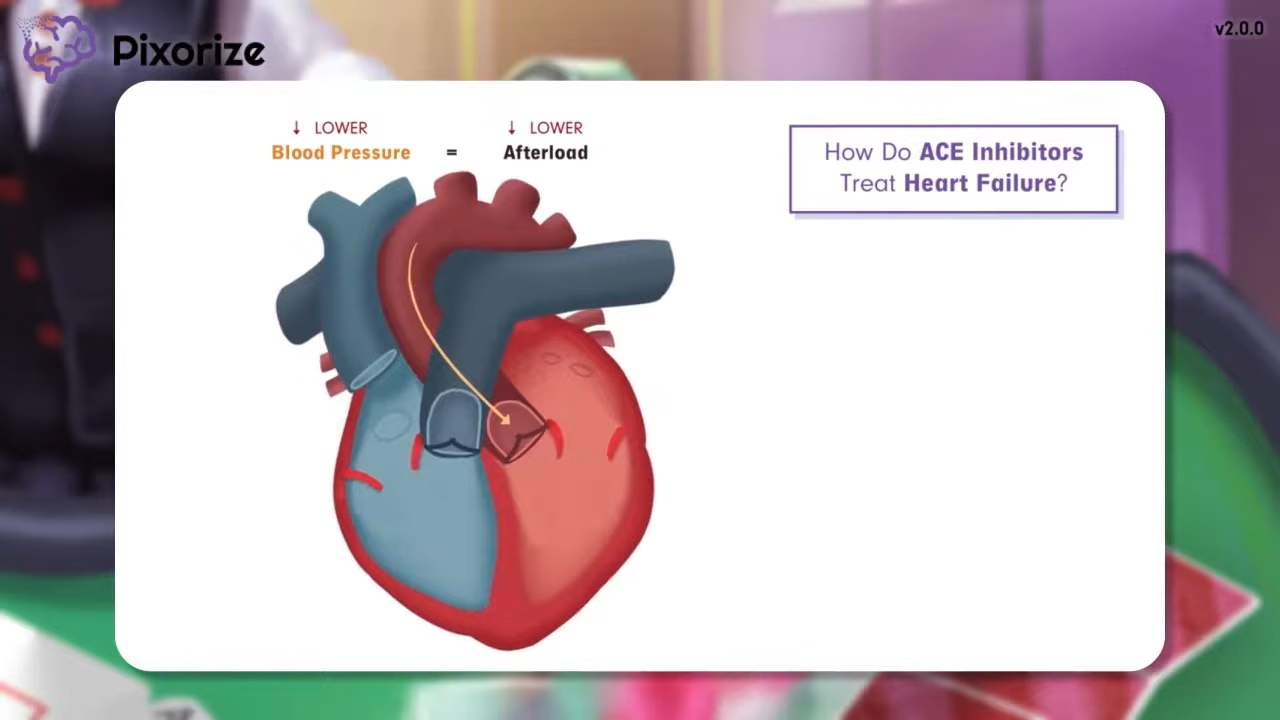 Pixorize
v2.0.0
↓ LOWER ↓ LOWER
Blood Pressure = Afterload
How Do ACE Inhibitors
Treat Heart Failure?